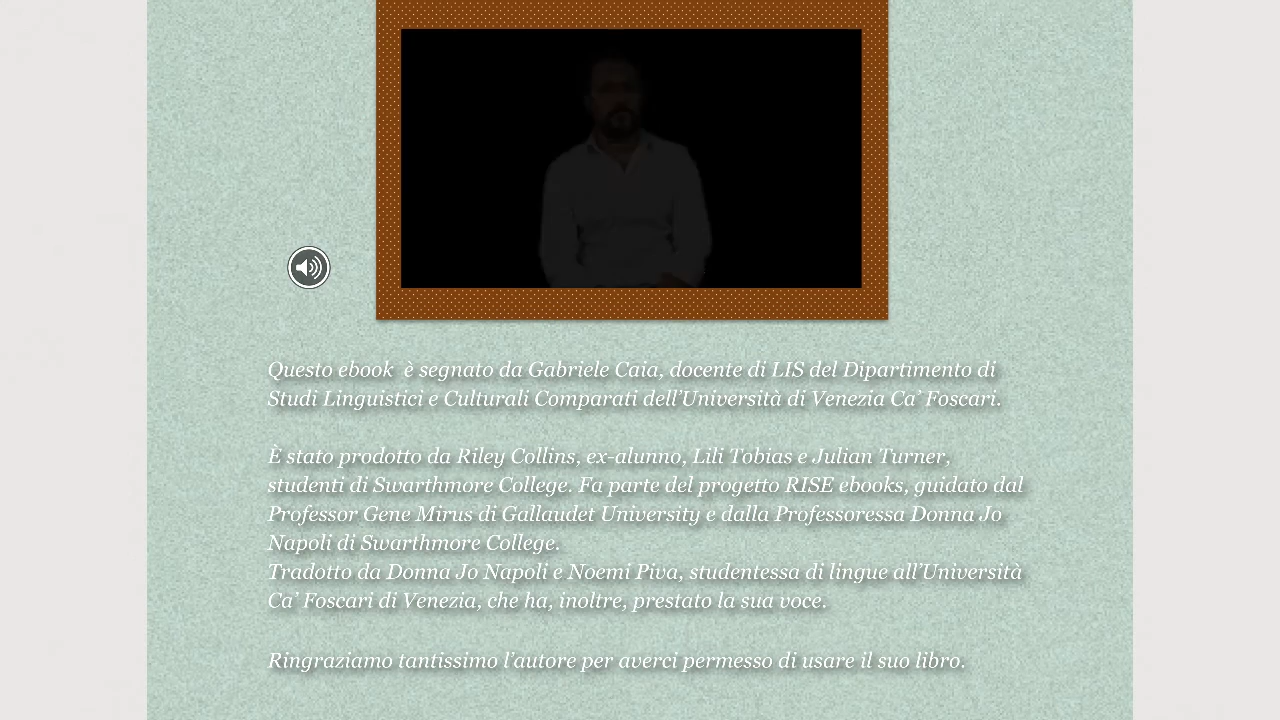 Questo ebook è segnato da Gabriele Caia, docente di LIS del Dipartimento di
Studi Linguistici e Culturali Comparati dell’Università di Venezia Ca’ Foscari.
È stato prodotto da Riley Collins, ex-alunno, Lili Tobias e Julian Turner,
studenti di Swarthmore College. Fa parte del progetto RISE ebooks, guidato dal
Professor Gene Mirus di Gallaudet University e dalla Professoressa Donna Jo
Napoli di Swarthmore College.
Tradotto da Donna Jo Napoli e Noemi Piva, studentessa di lingue all’Università
Ca’ Foscari di Venezia, che ha, inoltre, prestato la sua voce.
Ringraziamo tantissimo l’autore per averci permesso di usare il suo libro.